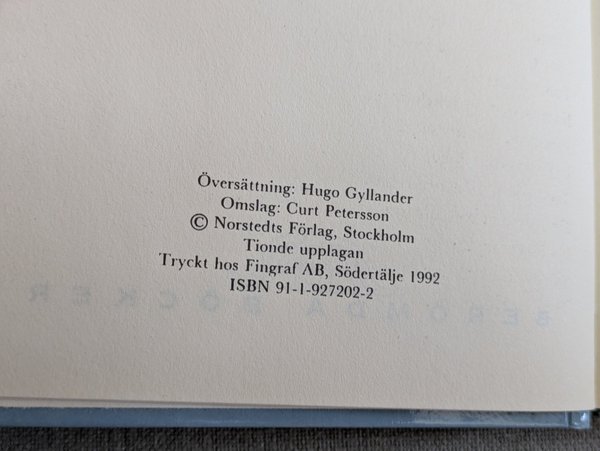 Översättning: Hugo Gyllander
Omslag: Curt Petersson
© Norstedts Förlag, Stockholm
Tionde upplagan
Tryckt hos Fingraf AB, Södertälje 1992
ISBN 91-1-927202-2